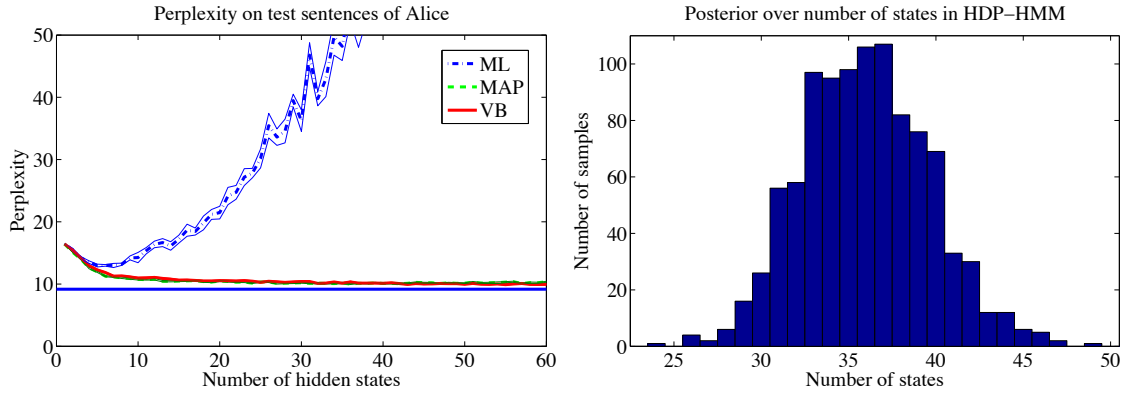 Perplexity on test sentences of Alice
50
40
30
20
10
0
Perplexity
ML
MAP
VB
0 10 20 30 40 50 60
Number of hidden states
Posterior over number of states in HDP−HMM
100
80
60
40
20
0
Number of samples
25 30 35 40 45 50
Number of states